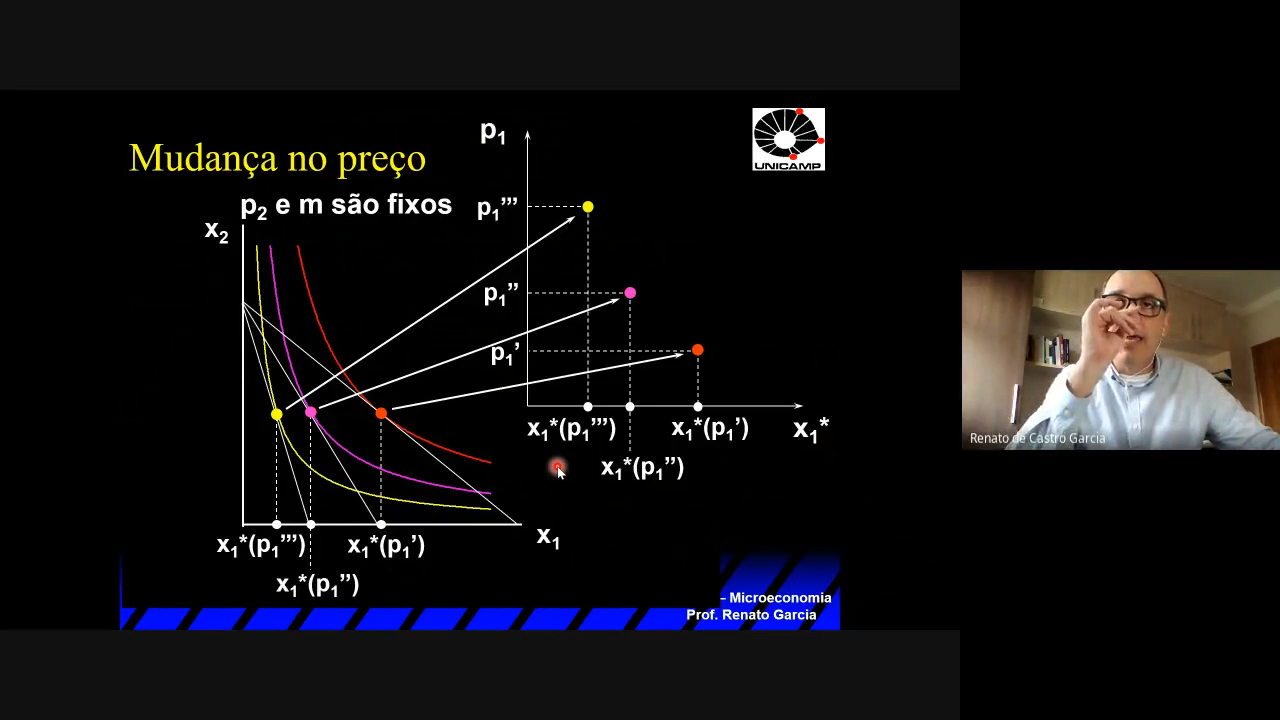 Mudança no preço
p₂ e m são fixos
x₂
p₁
p₁’’’
p₁’’
p₁’
x₁*(p₁’’’) x₁*(p₁’)
x₁*(p₁’’)
x₁*
x₁*(p₁’’’) x₁*(p₁’)
x₁*(p₁’’)
x₁
UNICAMP
– Microeconomia
Prof. Renato Garcia
Renato de Castro Garcia